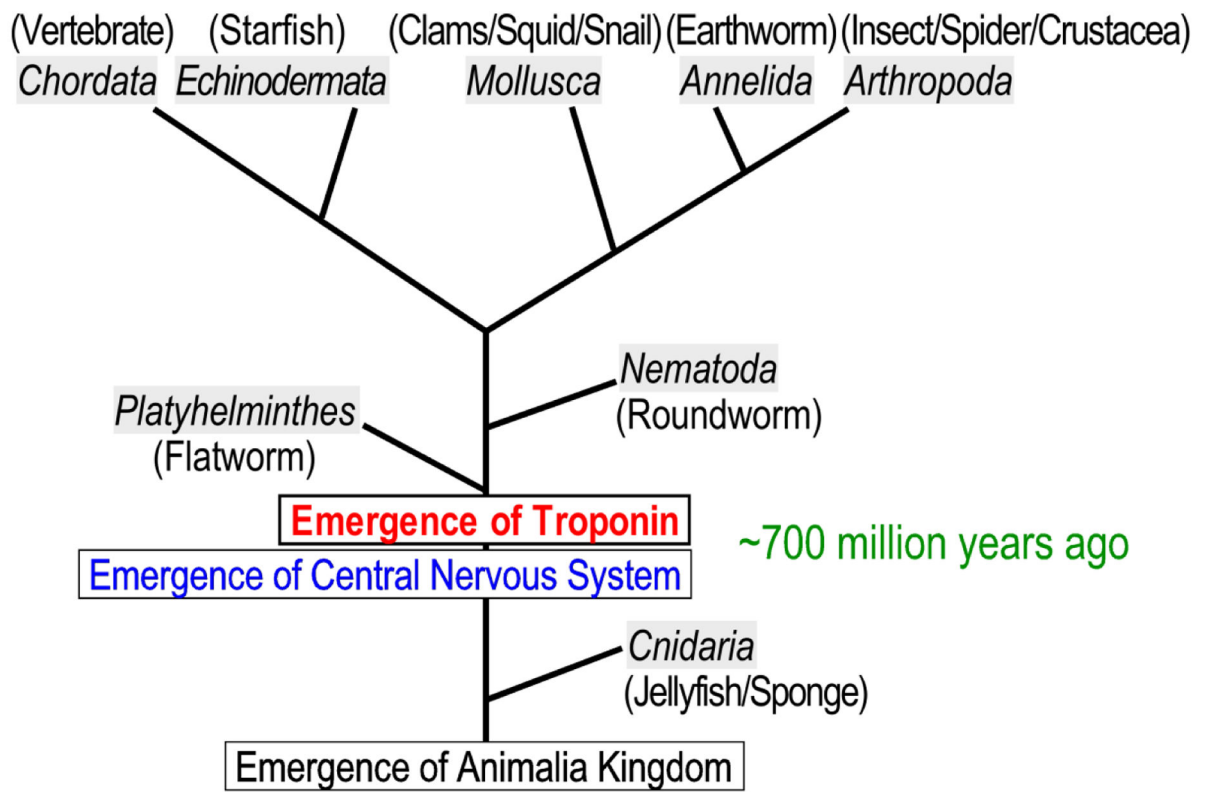 (Vertebrate) (Starfish) (Clams/Squid/Snail) (Earthworm) (Insect/Spider/Crustacea)
Chordata Echinodermata Mollusca Annelida Arthropoda
Nematoda
(Roundworm)
Platyhelminthes
(Flatworm)
Emergence of Troponin
~700 million years ago
Emergence of Central Nervous System
Cnidaria
(Jellyfish/Sponge)
Emergence of Animalia Kingdom